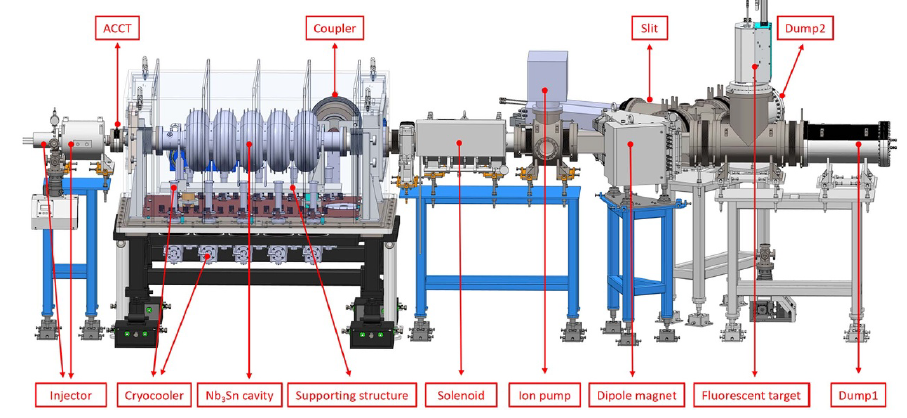 ACCT
Coupler
Slit
Dump2
Injector
Cryocooler
Nb₃Sn cavity
Supporting structure
Solenoid
Ion pump
Dipole magnet
Fluorescent target
Dump1